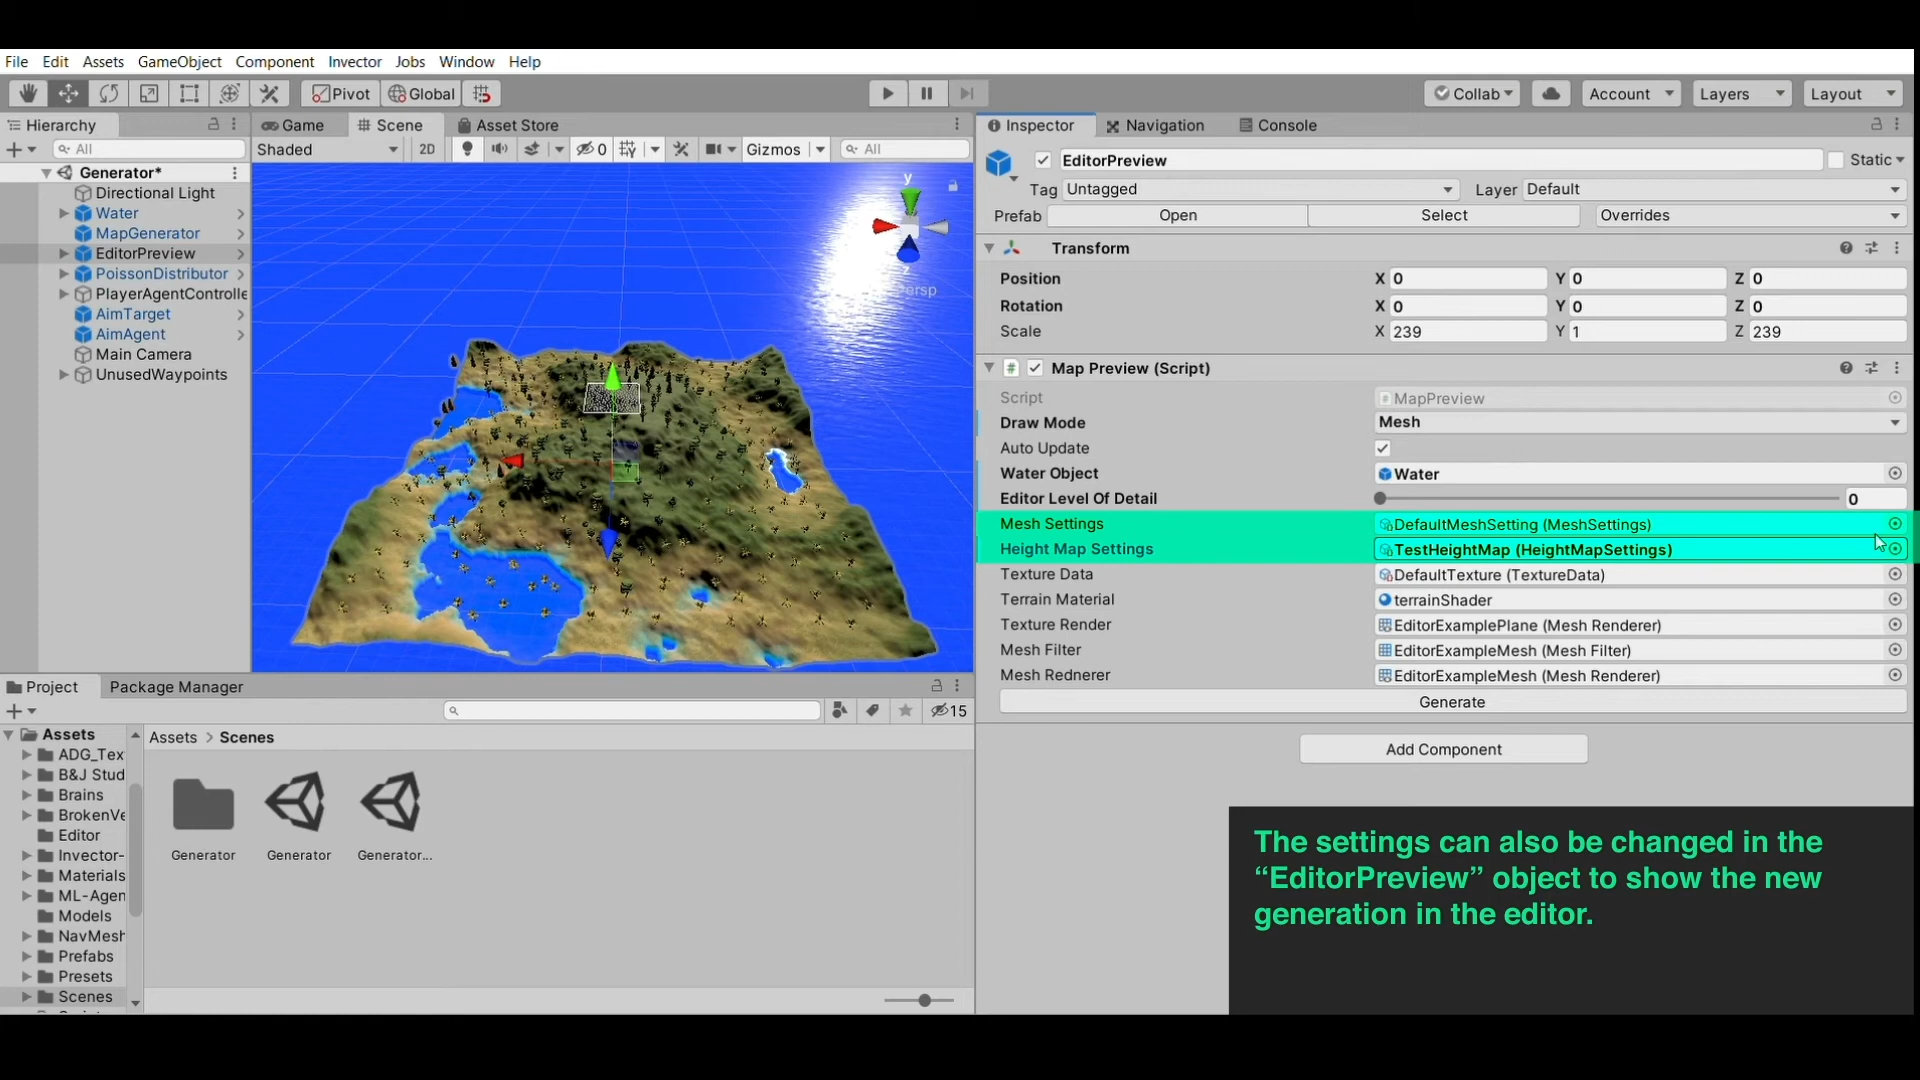 File Edit Assets GameObject Component Invector Jobs Window Help
Pivot Global Collab Account Layers Layout
Hierarchy
All
Generator*
Directional Light
Water
MapGenerator
EditorPreview
PoissonDistributor
PlayerAgentControlle
AimTarget
AimAgent
Main Camera
UnusedWaypoints
Game Scene Asset Store
Shaded 2D 0 Gizmos All
y
z
Persp
Inspector Navigation Console
EditorPreview Static
Tag Untagged Layer Default
Prefab Open Select Overrides
Transform
Position X 0 Y 0 Z 0
Rotation X 0 Y 0 Z 0
Scale X 239 Y 1 Z 239
# Map Preview (Script)
Script MapPreview
Draw Mode Mesh
Auto Update
Water Object Water
Editor Level Of Detail 0
Mesh Settings DefaultMeshSetting (MeshSettings)
Height Map Settings TestHeightMap (HeightMapSettings)
Texture Data DefaultTexture (TextureData)
Terrain Material terrainShader
Texture Render EditorExamplePlane (Mesh Renderer)
Mesh Filter EditorExampleMesh (Mesh Filter)
Mesh Rednerer EditorExampleMesh (Mesh Renderer)
Generate
Add Component
Project Package Manager
15
Assets
ADG_Tex
B&J Stud
Brains
BrokenVe
Editor
Invector-
Materials
ML-Agen
Models
NavMesh
Prefabs
Presets
Scenes
Assets > Scenes
Generator Generator Generator...
The settings can also be changed in the
“EditorPreview” object to show the new
generation in the editor.